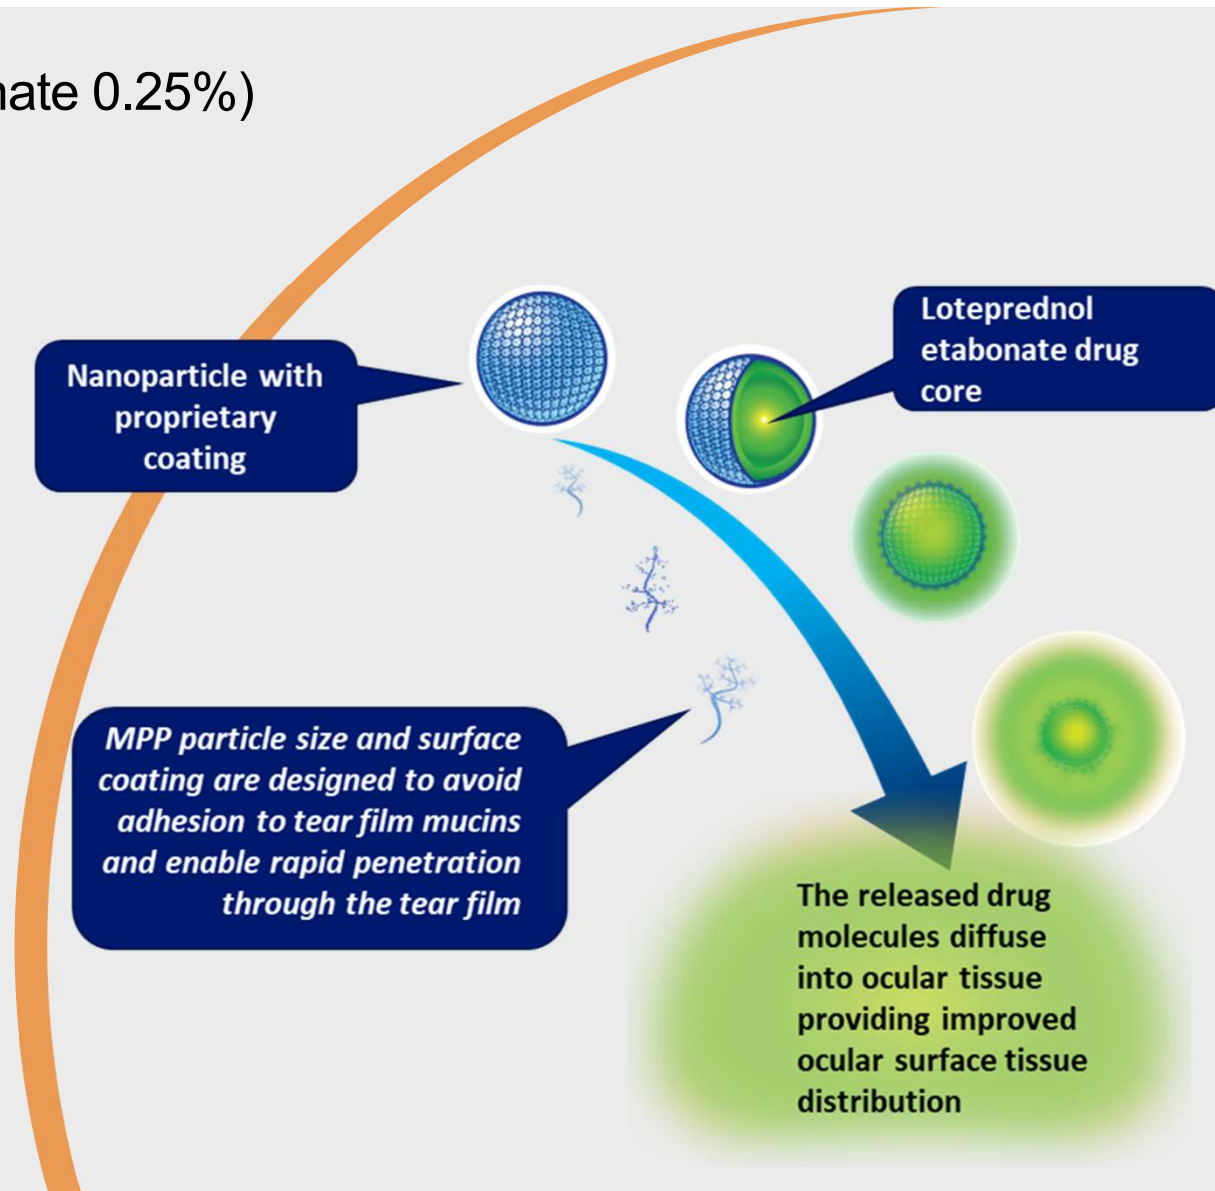 nate 0.25%)
Nanoparticle with
proprietary
coating
Loteprednol
etabonate drug
core
MPP particle size and surface
coating are designed to avoid
adhesion to tear film mucins
and enable rapid penetration
through the tear film
The released drug
molecules diffuse
into ocular tissue
providing improved
ocular surface tissue
distribution